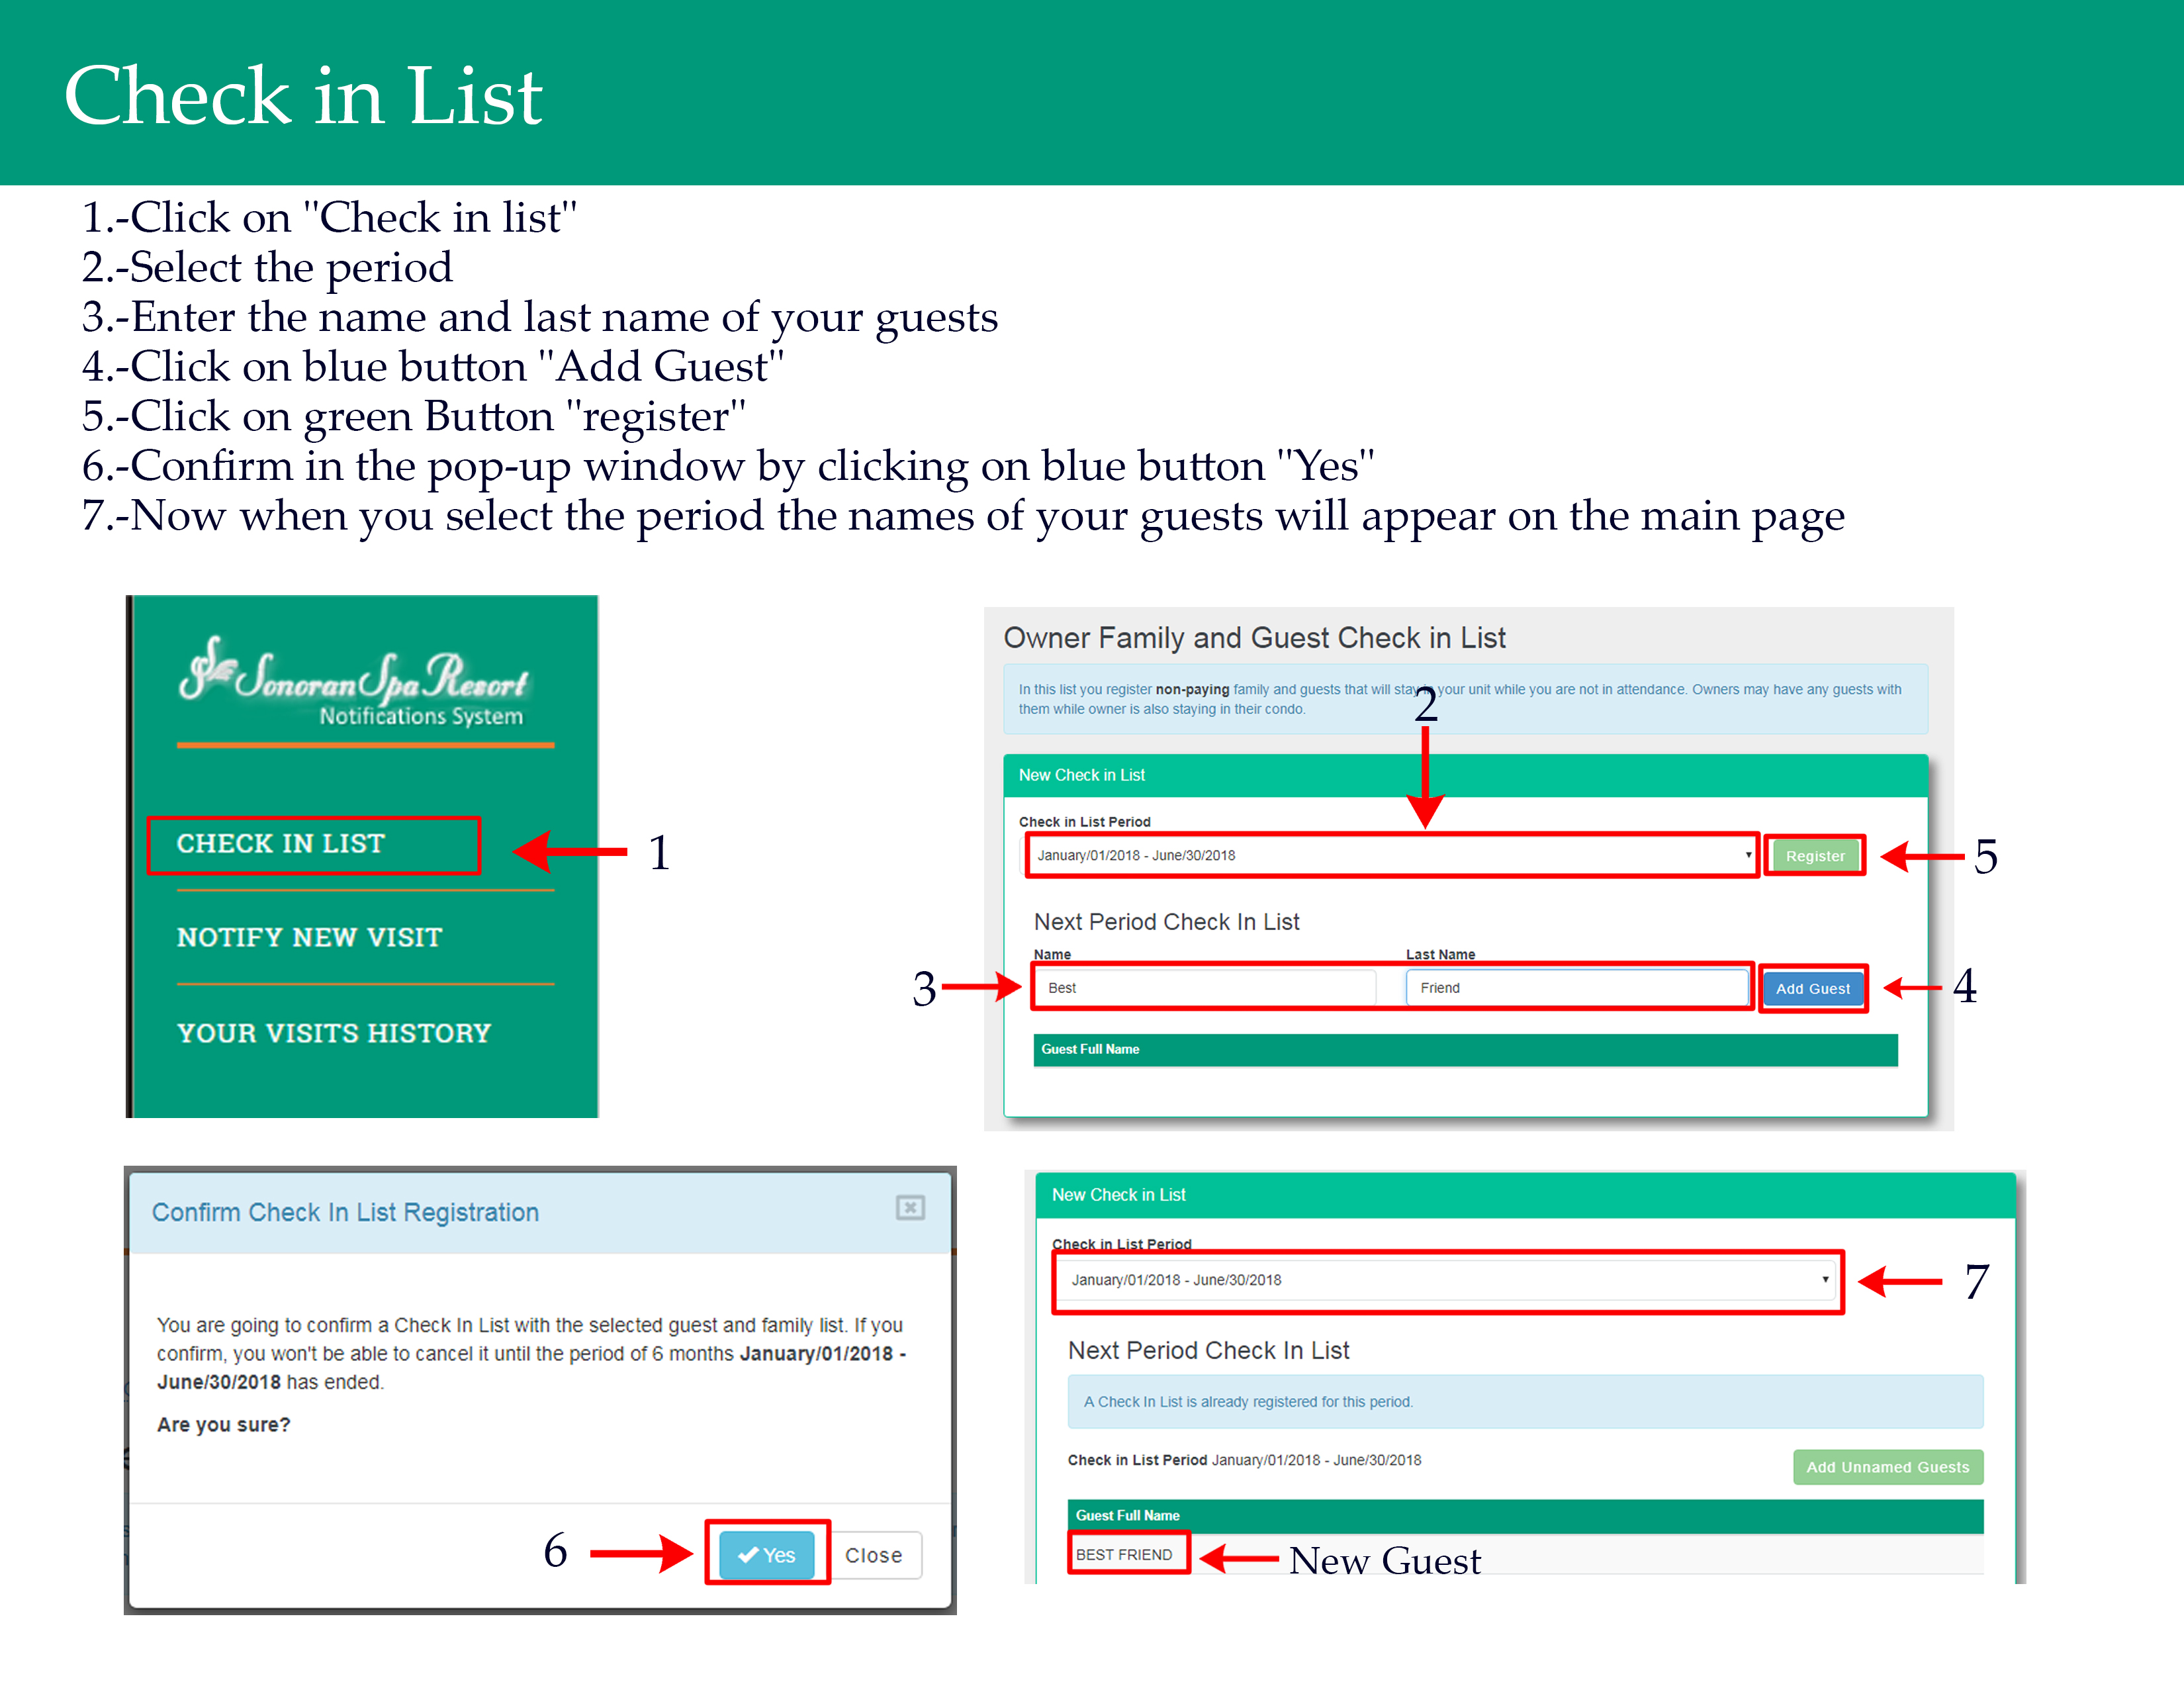 Check in List
1.-Click on "Check in list"
2.-Select the period
3.-Enter the name and last name of your guests
4.-Click on blue button "Add Guest"
5.-Click on green Button "register"
6.-Confirm in the pop-up window by clicking on blue button "Yes"
7.-Now when you select the period the names of your guests will appear on the main page
Sonoran Spa Resort
Notifications System
CHECK IN LIST
1
NOTIFY NEW VISIT
YOUR VISITS HISTORY
Owner Family and Guest Check in List
In this list you register non-paying family and guests that will stay in your unit while you are not in attendance. Owners may have any guests with
them while owner is also staying in their condo.
2
New Check in List
Check in List Period
January/01/2018 - June/30/2018
Register
5
Next Period Check In List
Name
Last Name
3
Best
Friend
Add Guest
4
Guest Full Name
Confirm Check In List Registration
You are going to confirm a Check In List with the selected guest and family list. If you
confirm, you won't be able to cancel it until the period of 6 months January/01/2018 -
June/30/2018 has ended.
Are you sure?
6
Yes
Close
New Check in List
Check in List Period
January/01/2018 - June/30/2018
7
Next Period Check In List
A Check In List is already registered for this period.
Check in List Period January/01/2018 - June/30/2018
Add Unnamed Guests
Guest Full Name
BEST FRIEND
New Guest